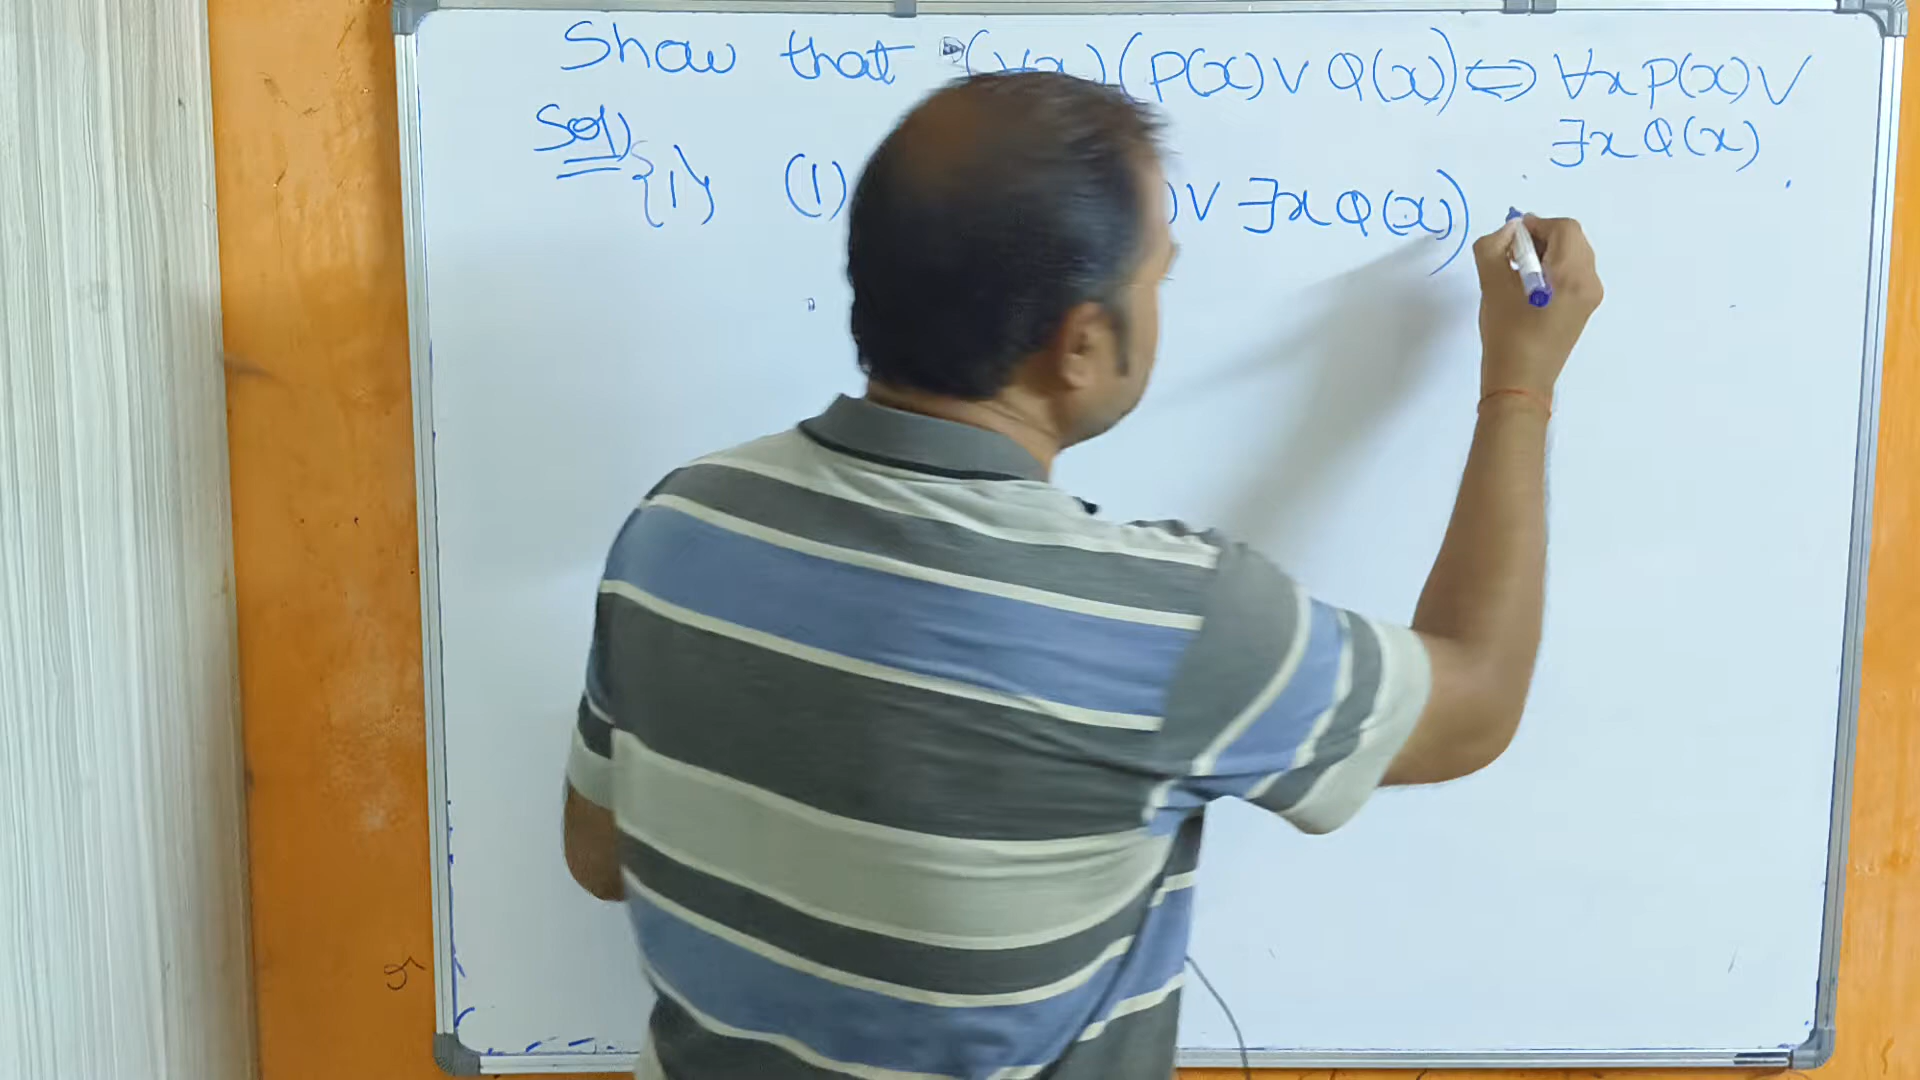 Show that (∀x)(P(x)∨ Q(x))⇔ ∀x P(x)∨
∃x Q(x)
Sol)
{1} (1) )∨ ∃x Q(x))